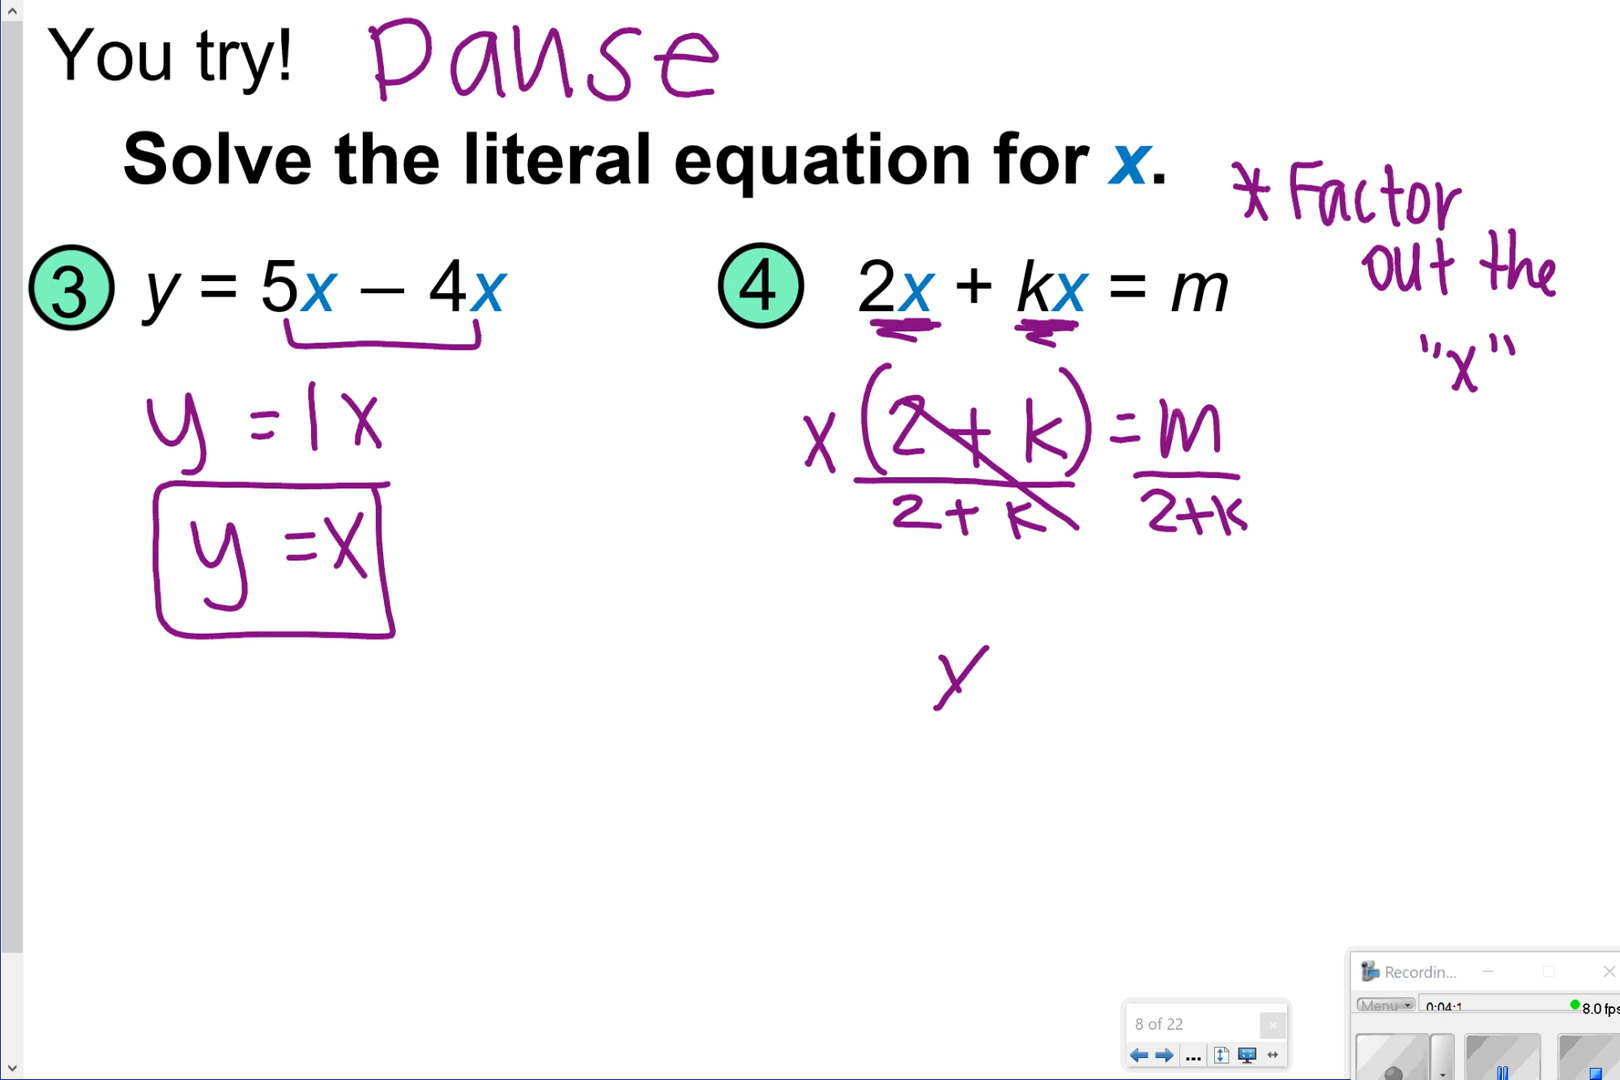 You try! Pause
Solve the literal equation for x.
* Factor
out the
"x"
3 y = 5x – 4x
y = 1x
y = x
4 2x + kx = m
x (2 + k) = m
2 + k 2+k
x
Recordin...
Menu 0:04:1 8.0 fps
8 of 22